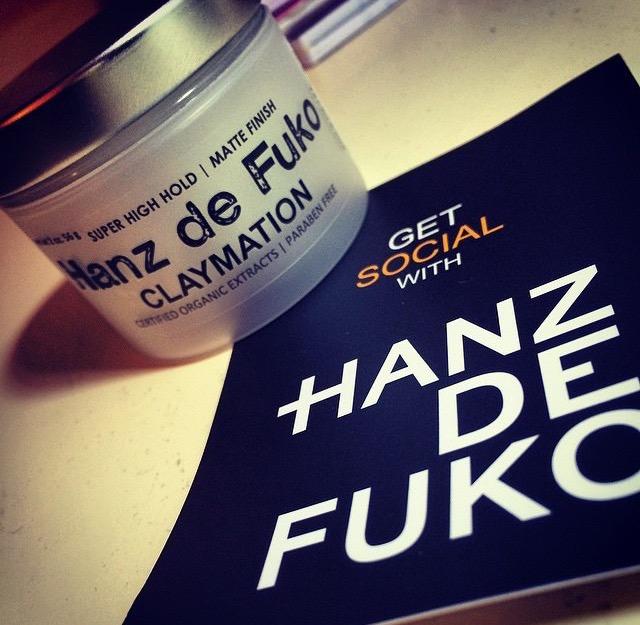 SUPER HIGH HOLD | MATTE FINISH
Hanz de Fuko
CLAYMATION
CERTIFIED ORGANIC EXTRACTS | PARABEN FREE
GET
SOCIAL
WITH
HANZ
DE
FUKO